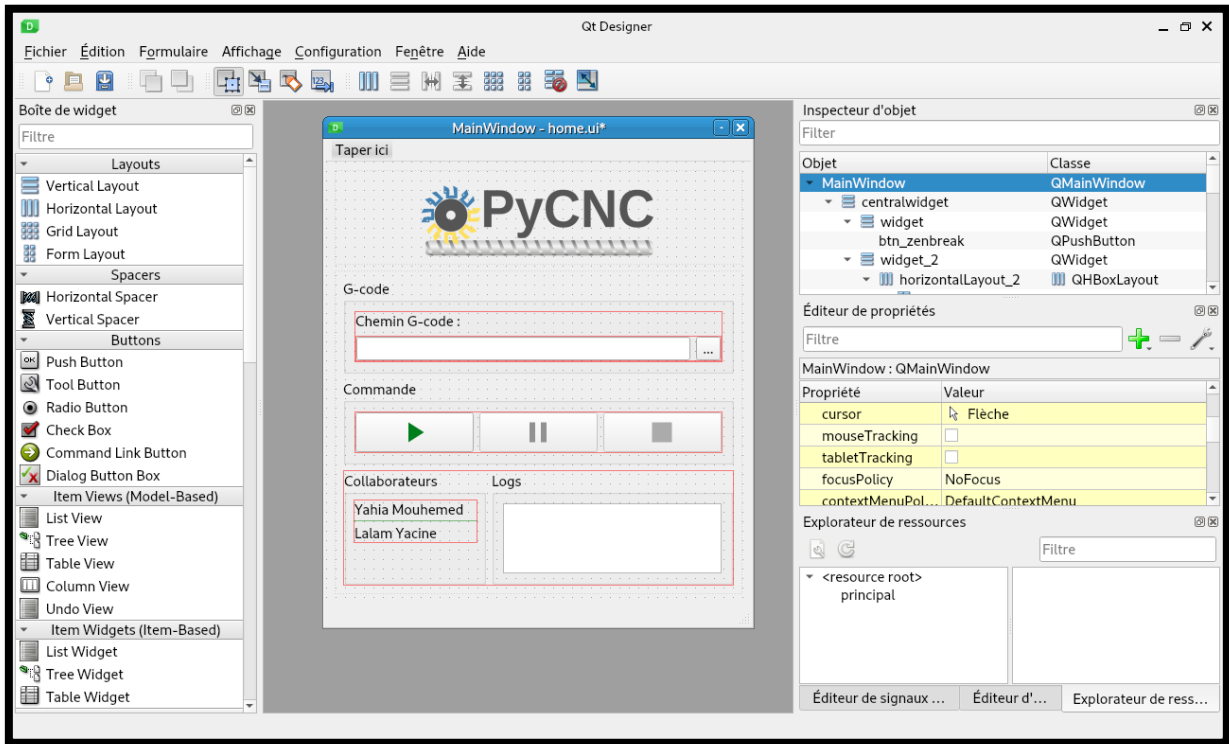 Qt Designer
Fichier Édition Formulaire Affichage Configuration Fenêtre Aide
123
Boîte de widget
Filtre
Layouts
Vertical Layout
Horizontal Layout
Grid Layout
Form Layout
Spacers
Horizontal Spacer
Vertical Spacer
Buttons
OK Push Button
Tool Button
Radio Button
Check Box
Command Link Button
Dialog Button Box
Item Views (Model-Based)
List View
Tree View
Table View
Column View
Undo View
Item Widgets (Item-Based)
List Widget
Tree Widget
Table Widget
MainWindow - home.ui*
Taper ici
PyCNC
G-code
Chemin G-code :
...
Commande
Collaborateurs Logs
Yahia Mouhemed
Lalam Yacine
Inspecteur d'objet
Filter
Objet Classe
MainWindow QMainWindow
centralwidget QWidget
widget QWidget
btn_zenbreak QPushButton
widget_2 QWidget
horizontalLayout_2 QHBoxLayout
Éditeur de propriétés
Filtre
MainWindow : QMainWindow
Propriété Valeur
cursor Flèche
mouseTracking
tabletTracking
focusPolicy NoFocus
contextMenuPol... DefaultContextMenu
Explorateur de ressources
Filtre
<resource root>
principal
Éditeur de signaux ... Éditeur d'... Explorateur de ress...